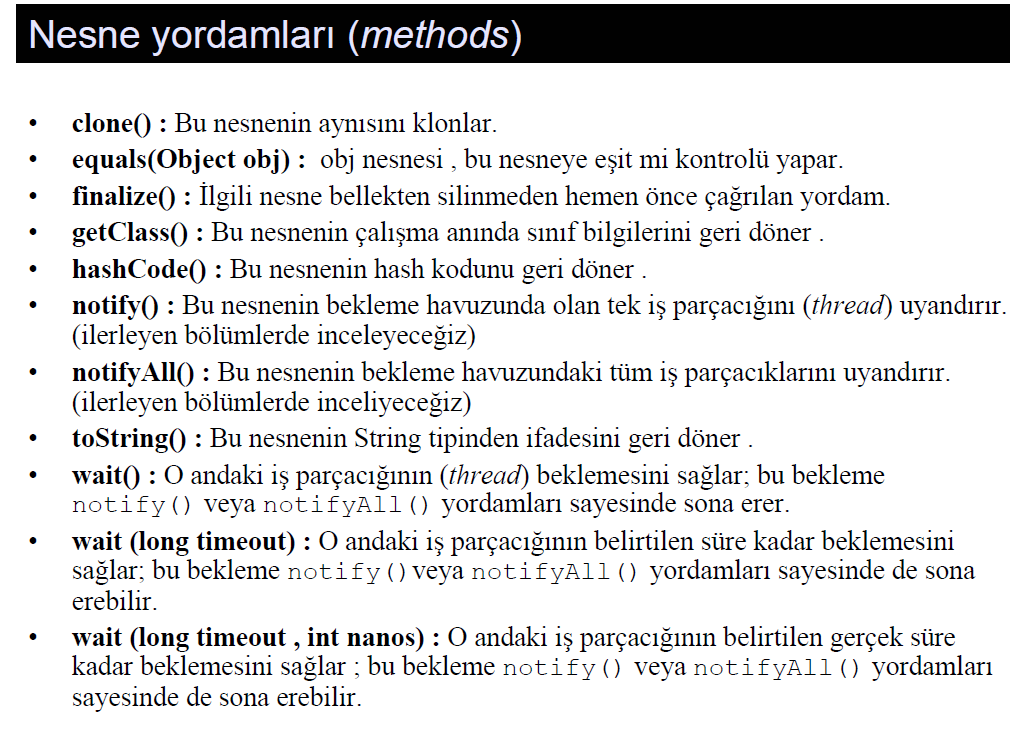 Nesne yordamları (methods)
• clone() : Bu nesnenin aynısını klonlar.
• equals(Object obj) : obj nesnesi , bu nesneye eşit mi kontrolü yapar.
• finalize() : İlgili nesne bellekten silinmeden hemen önce çağrılan yordam.
• getClass() : Bu nesnenin çalışma anında sınıf bilgilerini geri döner .
• hashCode() : Bu nesnenin hash kodunu geri döner .
• notify() : Bu nesnenin bekleme havuzunda olan tek iş parçacığını (thread) uyandırır.
(ilerleyen bölümlerde inceleyeceğiz)
• notifyAll() : Bu nesnenin bekleme havuzundaki tüm iş parçacıklarını uyandırır.
(ilerleyen bölümlerde inceliyeceğiz)
• toString() : Bu nesnenin String tipinden ifadesini geri döner .
• wait() : O andaki iş parçacığının (thread) beklemesini sağlar; bu bekleme
notify() veya notifyAll() yordamları sayesinde sona erer.
• wait (long timeout) : O andaki iş parçacığının belirtilen süre kadar beklemesini
sağlar; bu bekleme notify()veya notifyAll() yordamları sayesinde de sona
erebilir.
• wait (long timeout , int nanos) : O andaki iş parçacığının belirtilen gerçek süre
kadar beklemesini sağlar ; bu bekleme notify() veya notifyAll() yordamları
sayesinde de sona erebilir.